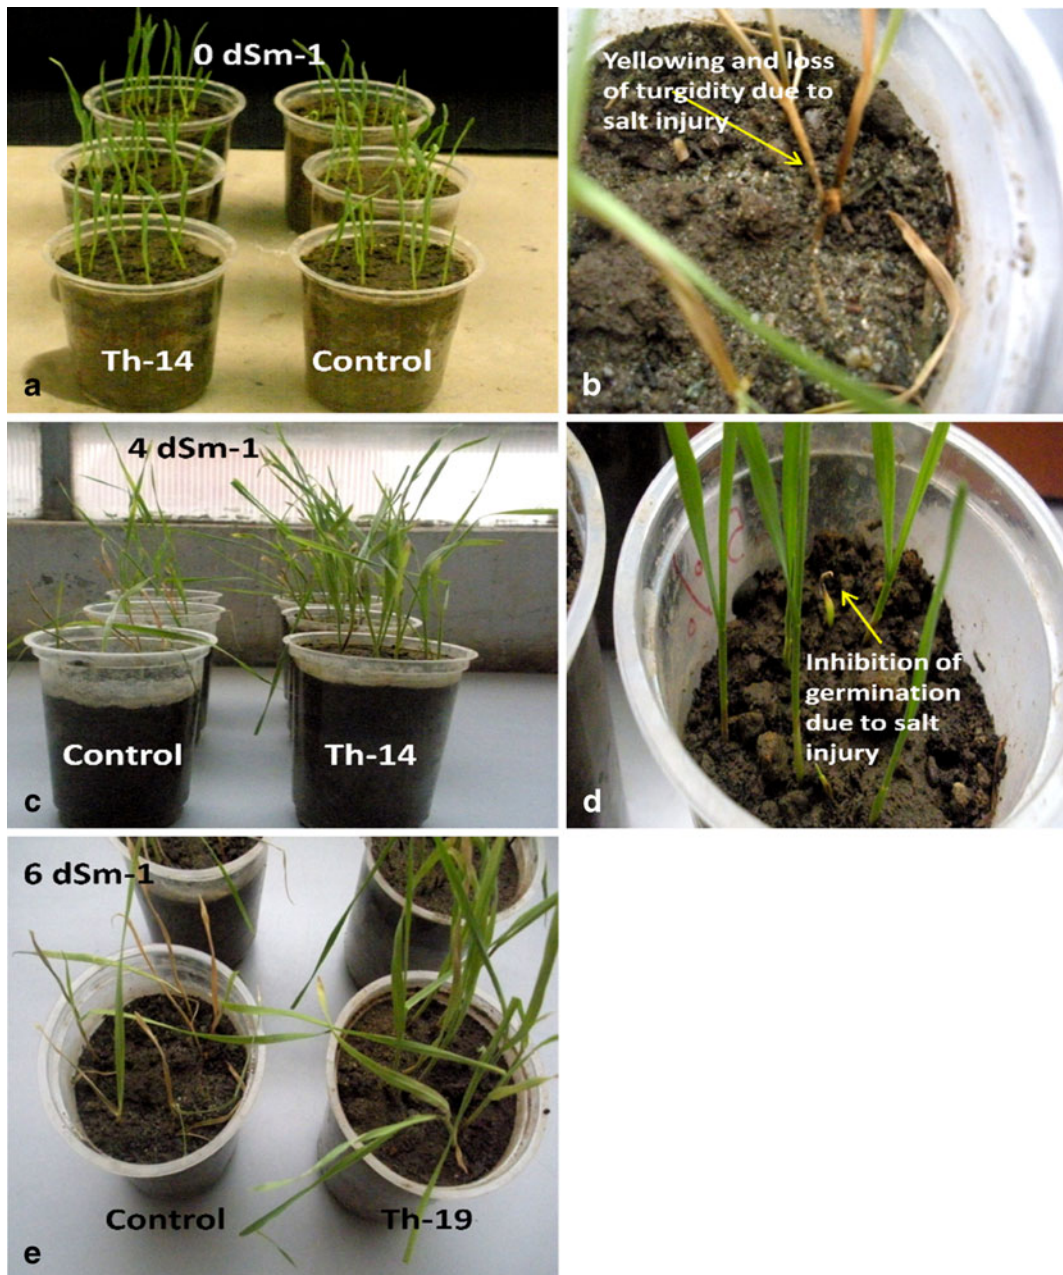 0 dSm-1
Th-14
Control
a
Yellowing and loss
of turgidity due to
salt injury
b
4 dSm-1
Control
Th-14
c
Inhibition of
germination
due to salt
injury
d
6 dSm-1
Control
Th-19
e